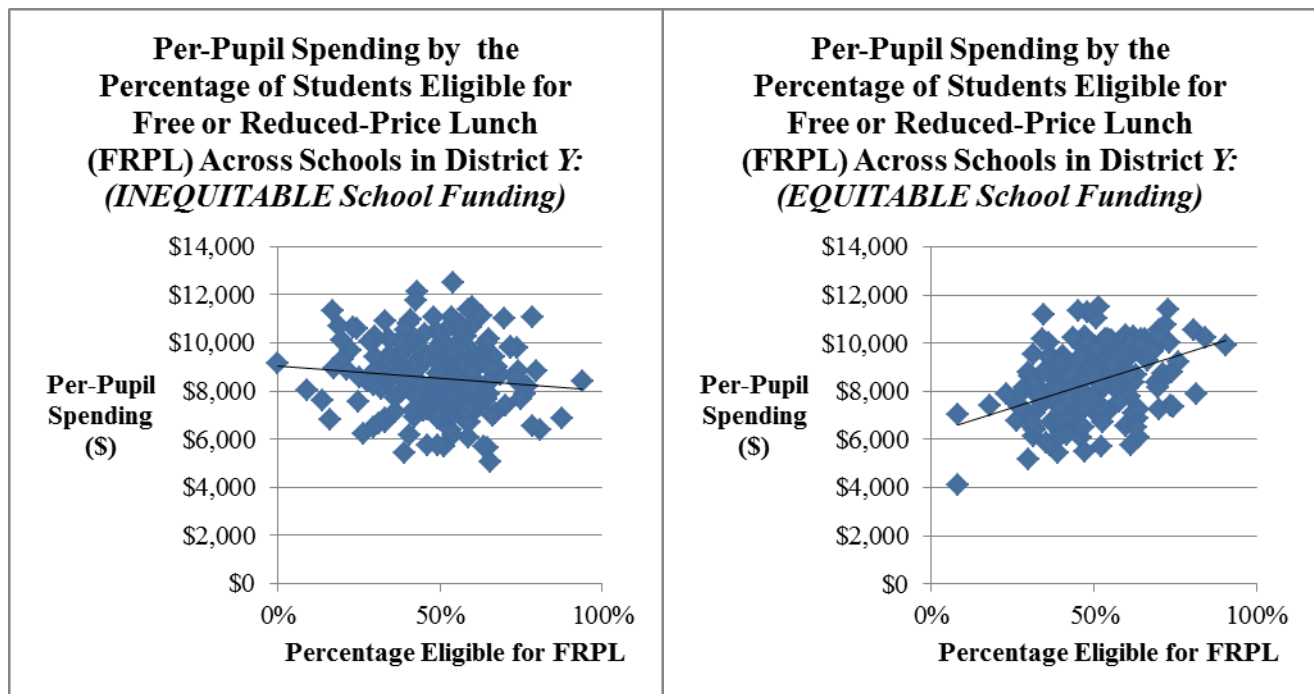 Per-Pupil Spending by the
Percentage of Students Eligible for
Free or Reduced-Price Lunch
(FRPL) Across Schools in District Y:
(INEQUITABLE School Funding)
$14,000
$12,000
$10,000
$8,000
$6,000
$4,000
$2,000
$0
Per-Pupil
Spending
($)
0%
50%
100%
Percentage Eligible for FRPL
Per-Pupil Spending by the
Percentage of Students Eligible for
Free or Reduced-Price Lunch
(FRPL) Across Schools in District Y:
(EQUITABLE School Funding)
$14,000
$12,000
$10,000
$8,000
$6,000
$4,000
$2,000
$0
Per-Pupil
Spending
($)
0%
50%
100%
Percentage Eligible for FRPL